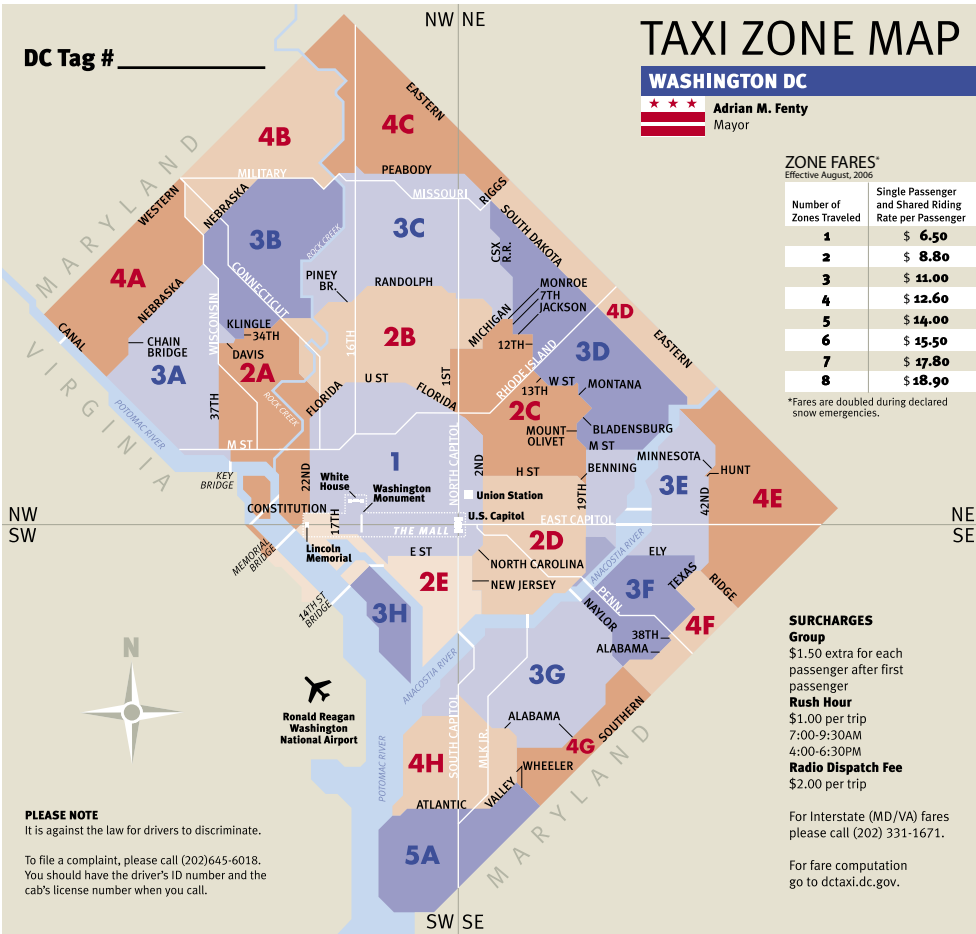 NW NE
TAXI ZONE MAP
DC Tag #
WASHINGTON DC
Adrian M. Fenty
Mayor
ZONE FARES*
Effective August, 2006
Number of Zones Traveled
Single Passenger and Shared Riding Rate per Passenger
1 $ 6.50
2 $ 8.80
3 $ 11.00
4 $ 12.60
5 $ 14.00
6 $ 15.50
7 $ 17.80
8 $ 18.90
*Fares are doubled during declared
snow emergencies.
MARYLAND
EASTERN
4B
4C
MILITARY
PEABODY
MISSOURI
RIGGS
WESTERN
NEBRASKA
3B
ROCK CREEK
3C
SOUTH DAKOTA
CSX
R.R.
4A
NEBRASKA
CONNECTICUT
PINEY
BR.
RANDOLPH
MONROE
7TH
JACKSON
MICHIGAN
4D
EASTERN
CANAL
WISCONSIN
KLINGLE
34TH
16TH
2B
12TH
CHAIN
BRIDGE
DAVIS
3A
2A
3D
RHODE ISLAND
VIRGINIA
U ST
1ST
W ST
MONTANA
13TH
37TH
ROCK CREEK
FLORIDA
FLORIDA
2C
POTOMAC RIVER
MOUNT
OLIVET
BLADENSBURG
M ST
M ST
MINNESOTA
1
NORTH CAPITOL
2ND
H ST
BENNING
HUNT
KEY
BRIDGE
22ND
White
House
Washington
Monument
19TH
3E
42ND
4E
Union Station
CONSTITUTION
17TH
U.S. Capitol
EAST CAPITOL
NW
SW
THE MALL
NE
SE
2D
MEMORIAL
BRIDGE
Lincoln
Memorial
E ST
NORTH CAROLINA
ANACOSTIA RIVER
ELY
2E
NEW JERSEY
TEXAS
RIDGE
3F
PENN.
14TH ST
BRIDGE
3H
NAYLOR
4F
38TH
ALABAMA
ANACOSTIA RIVER
3G
N
Ronald Reagan
Washington
National Airport
SOUTH CAPITOL
MLK JR.
ALABAMA
SOUTHERN
4G
POTOMAC RIVER
4H
WHEELER
VALLEY
ATLANTIC
MARYLAND
5A
SW SE
SURCHARGES
Group
$1.50 extra for each
passenger after first
passenger
Rush Hour
$1.00 per trip
7:00-9:30AM
4:00-6:30PM
Radio Dispatch Fee
$2.00 per trip
For Interstate (MD/VA) fares
please call (202) 331-1671.
For fare computation
go to dctaxi.dc.gov.
PLEASE NOTE
It is against the law for drivers to discriminate.
To file a complaint, please call (202)645-6018.
You should have the driver's ID number and the
cab's license number when you call.